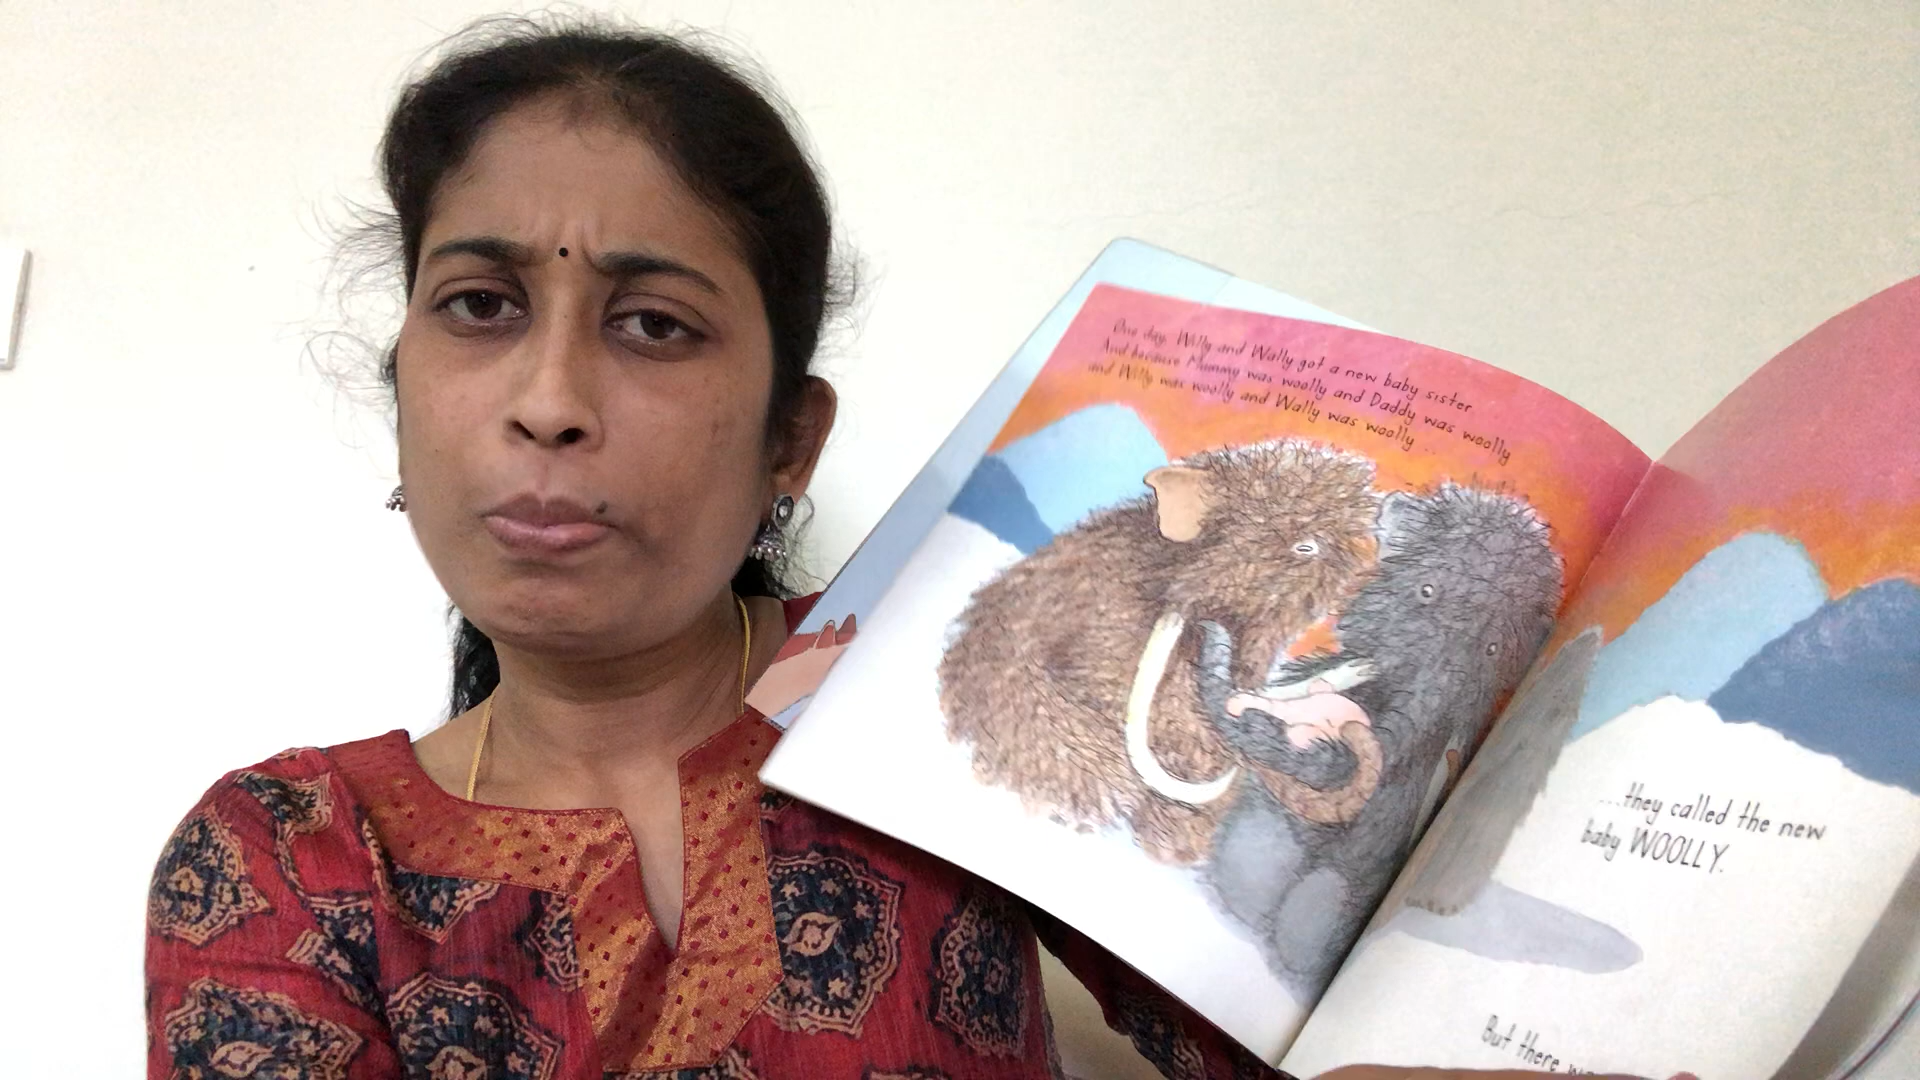 One day, Willy and Wally got a new baby sister
And because Mummy was woolly and Daddy was woolly
and Willy was woolly and Wally was woolly ...
...they called the new
baby WOOLLY.
But there